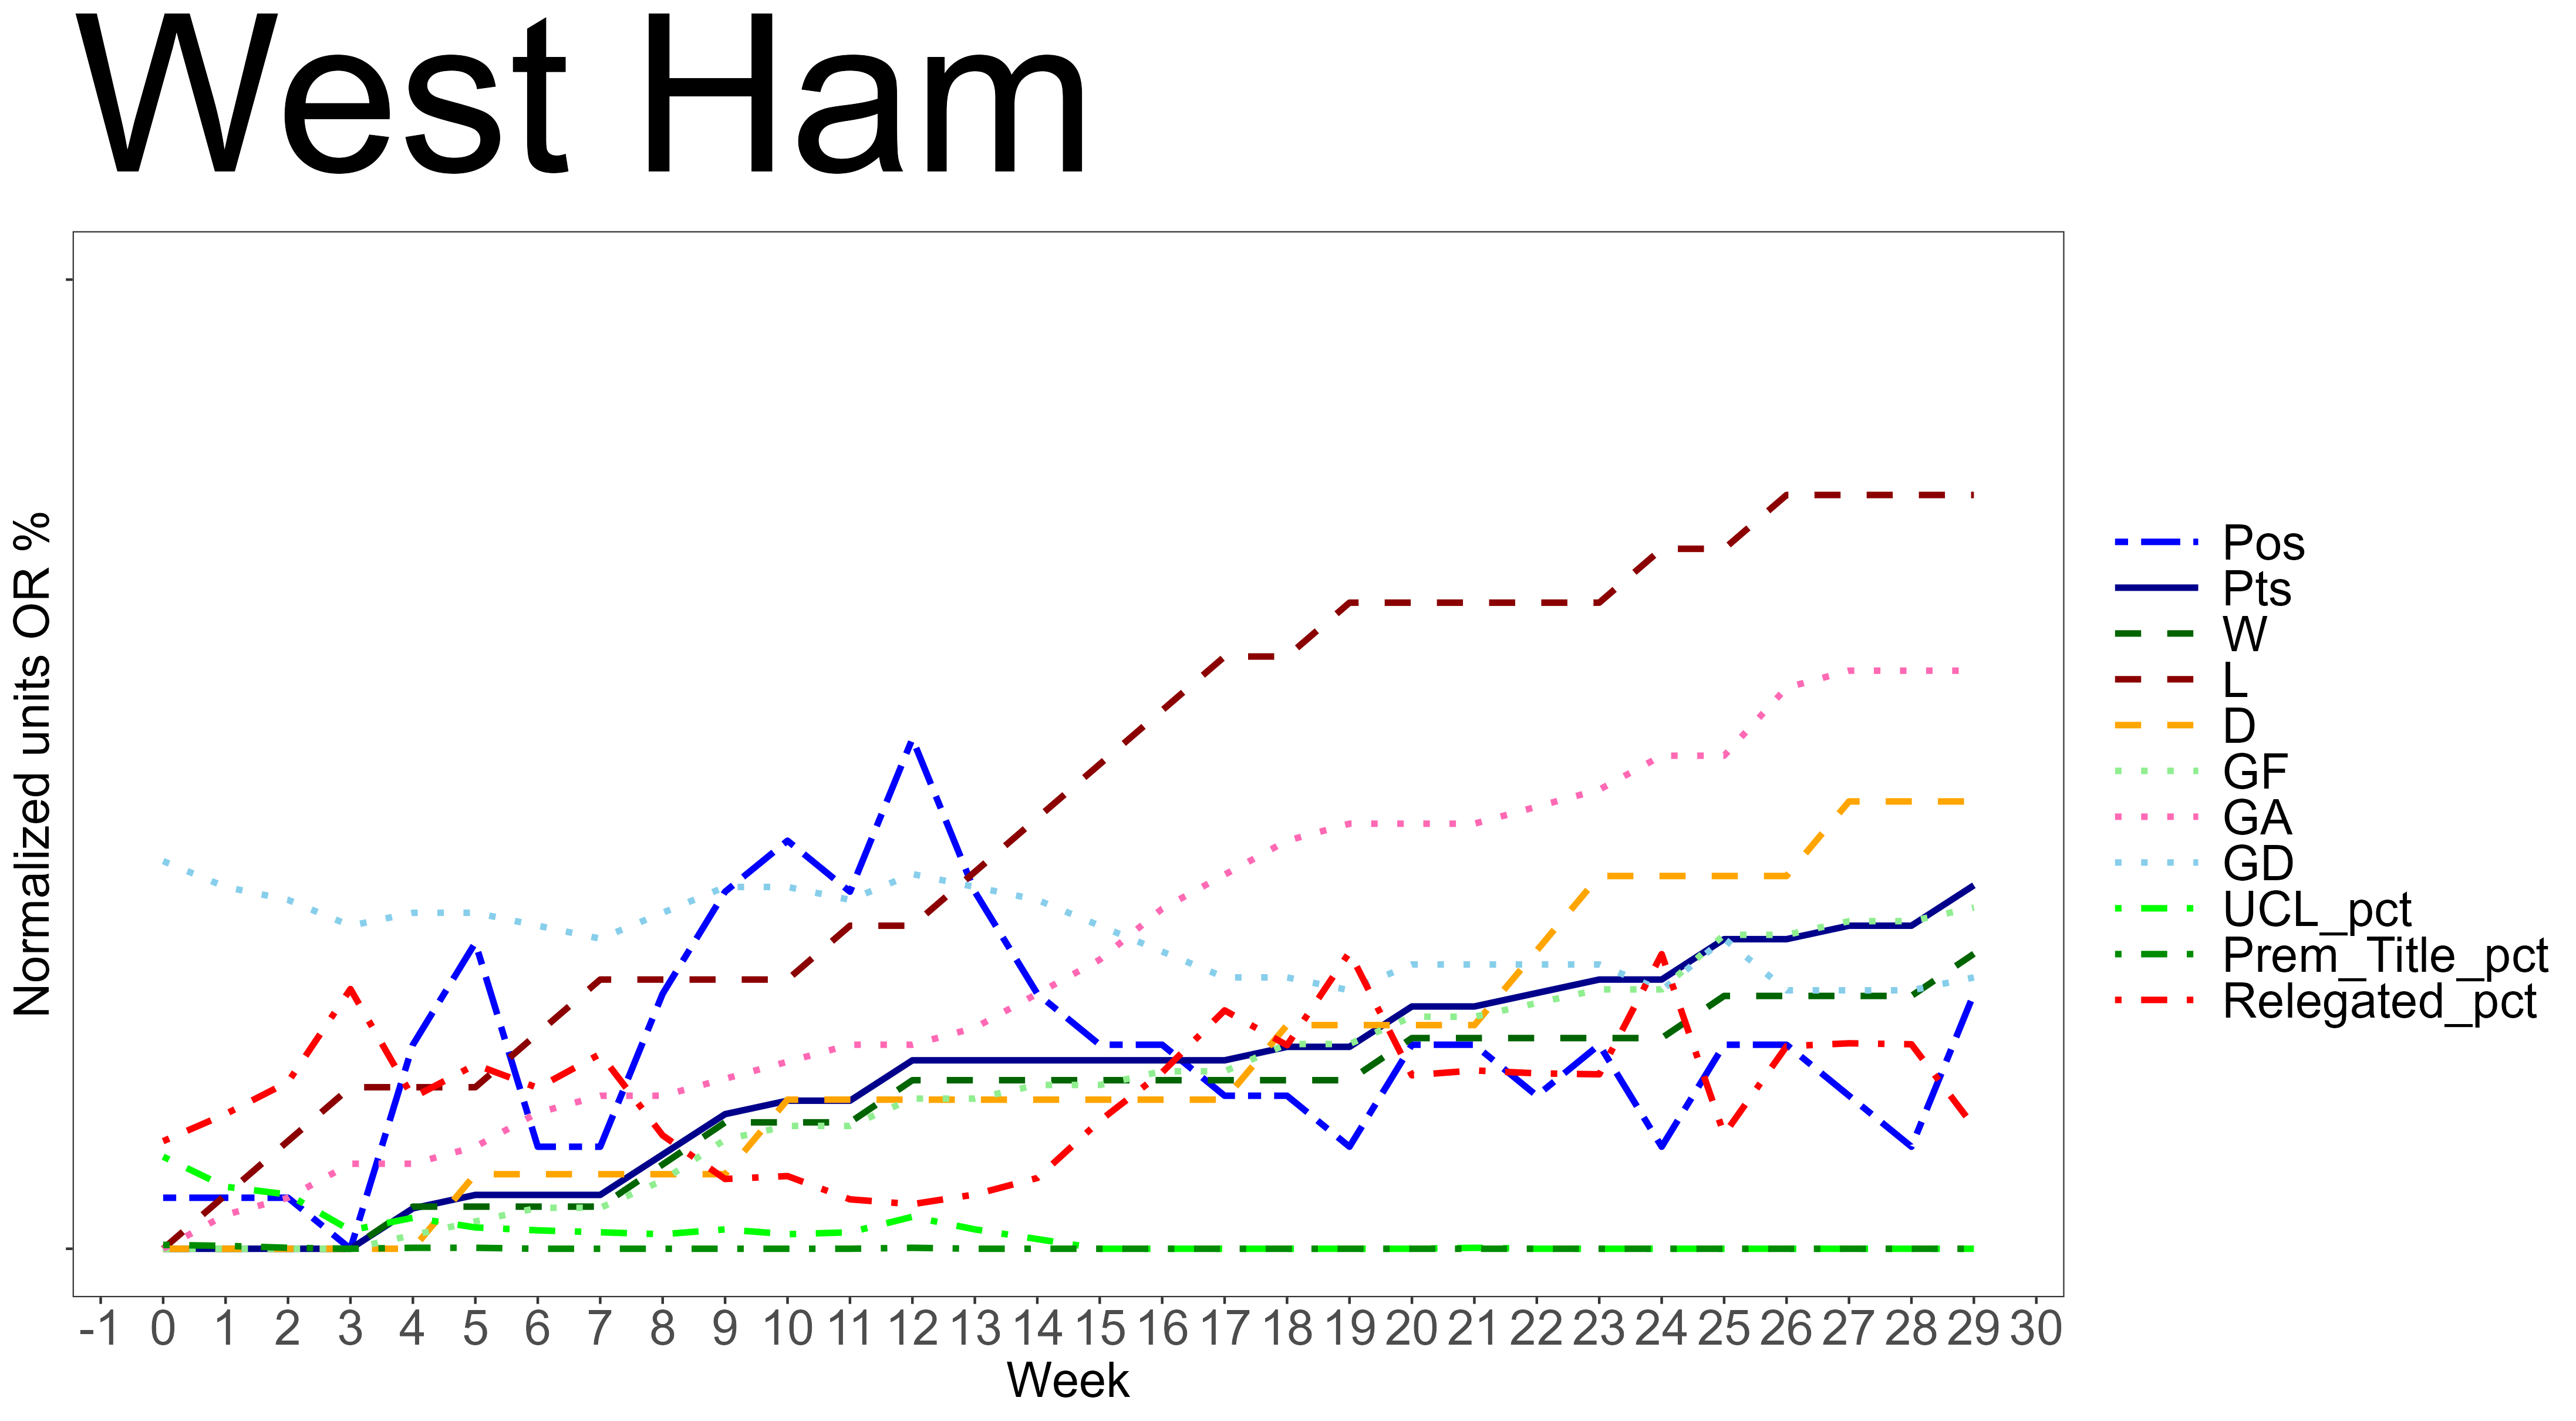 West Ham
Normalized units OR %
Pos
Pts
W
L
D
GF
GA
GD
UCL_pct
Prem_Title_pct
Relegated_pct
-1 0 1 2 3 4 5 6 7 8 9 10 11 12 13 14 15 16 17 18 19 20 21 22 23 24 25 26 27 28 29 30
Week